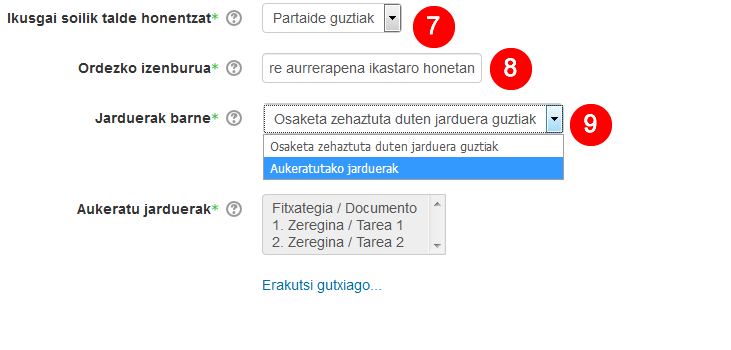 Ikusgai soilik talde honentzat* ? Partaide guztiak 7
Ordezko izenburua* ? re aurrerapena ikastaro honetan 8
Jarduerak barne* ? Osaketa zehaztuta duten jarduera guztiak 9
Osaketa zehaztuta duten jarduera guztiak
Aukeratutako jarduerak
Aukeratu jarduerak* ? Fitxategia / Documento
1. Zeregina / Tarea 1
2. Zeregina / Tarea 2
Erakutsi gutxiago...